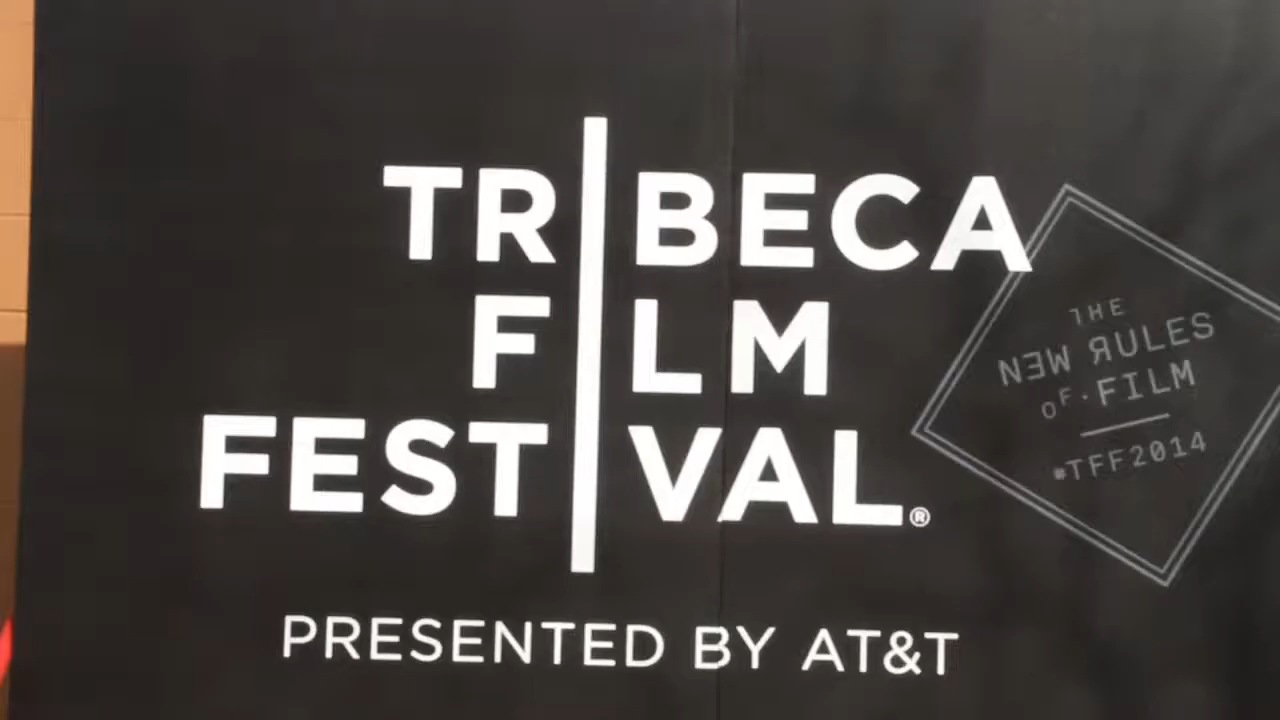 TRIBECA
FILM
FESTIVAL®
PRESENTED BY AT&T
THE
NEW RULES
OF·FILM
#TFF2014